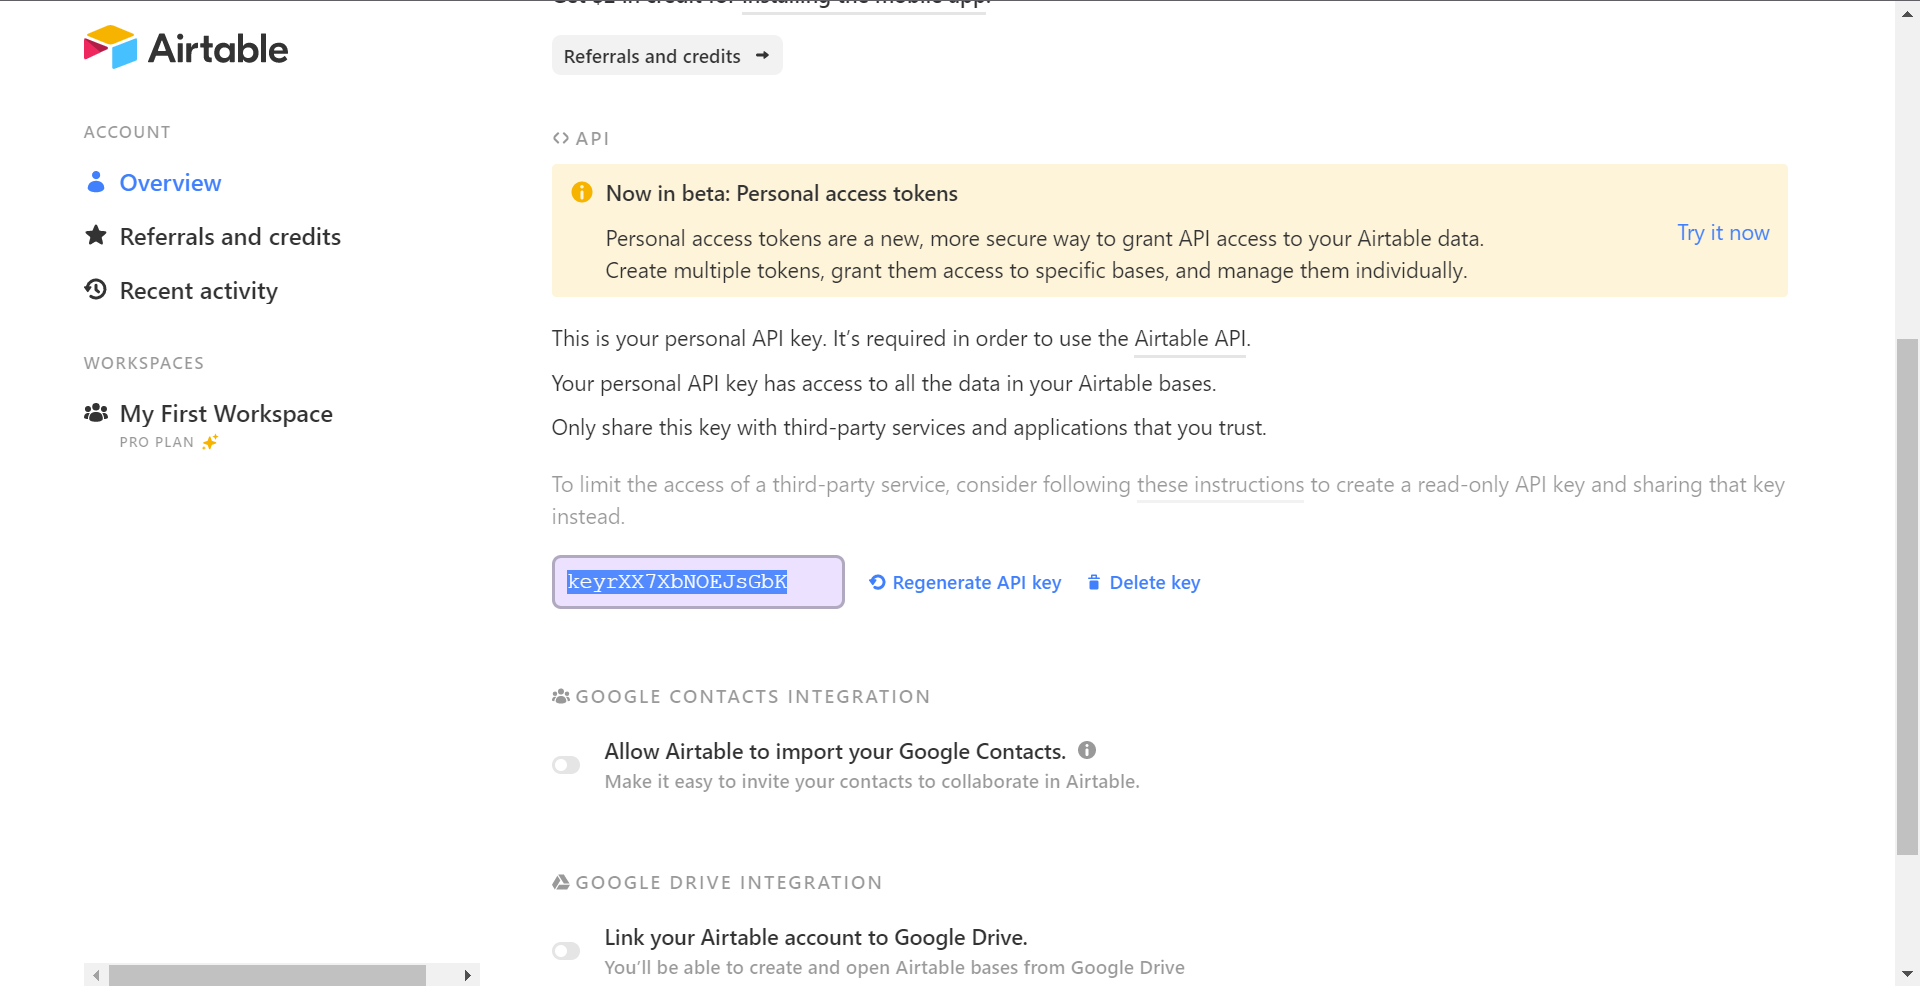 Get $2 in credit for installing the mobile app.
Airtable
Referrals and credits
ACCOUNT
Overview
Referrals and credits
Recent activity
WORKSPACES
My First Workspace
PRO PLAN
API
Now in beta: Personal access tokens
Personal access tokens are a new, more secure way to grant API access to your Airtable data.
Create multiple tokens, grant them access to specific bases, and manage them individually.
Try it now
This is your personal API key. It’s required in order to use the Airtable API.
Your personal API key has access to all the data in your Airtable bases.
Only share this key with third-party services and applications that you trust.
To limit the access of a third-party service, consider following these instructions to create a read-only API key and sharing that key
instead.
keyrXX7XbNOEJsGbK
Regenerate API key
Delete key
GOOGLE CONTACTS INTEGRATION
Allow Airtable to import your Google Contacts.
Make it easy to invite your contacts to collaborate in Airtable.
GOOGLE DRIVE INTEGRATION
Link your Airtable account to Google Drive.
You’ll be able to create and open Airtable bases from Google Drive